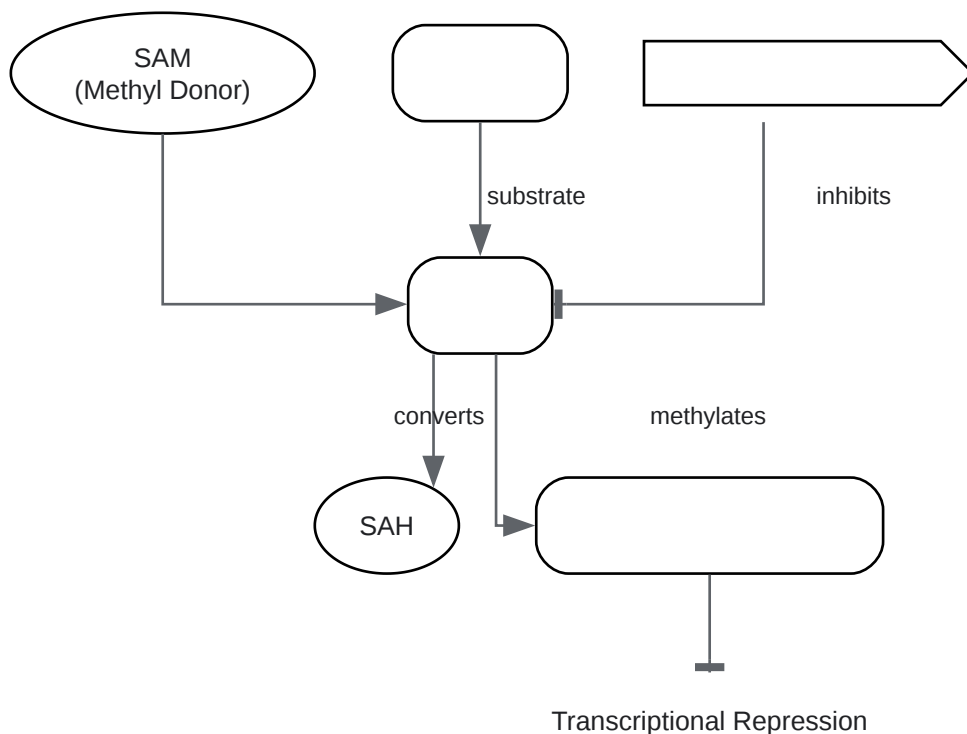 SAM
(Methyl Donor)
substrate
inhibits
converts
methylates
SAH
Transcriptional Repression